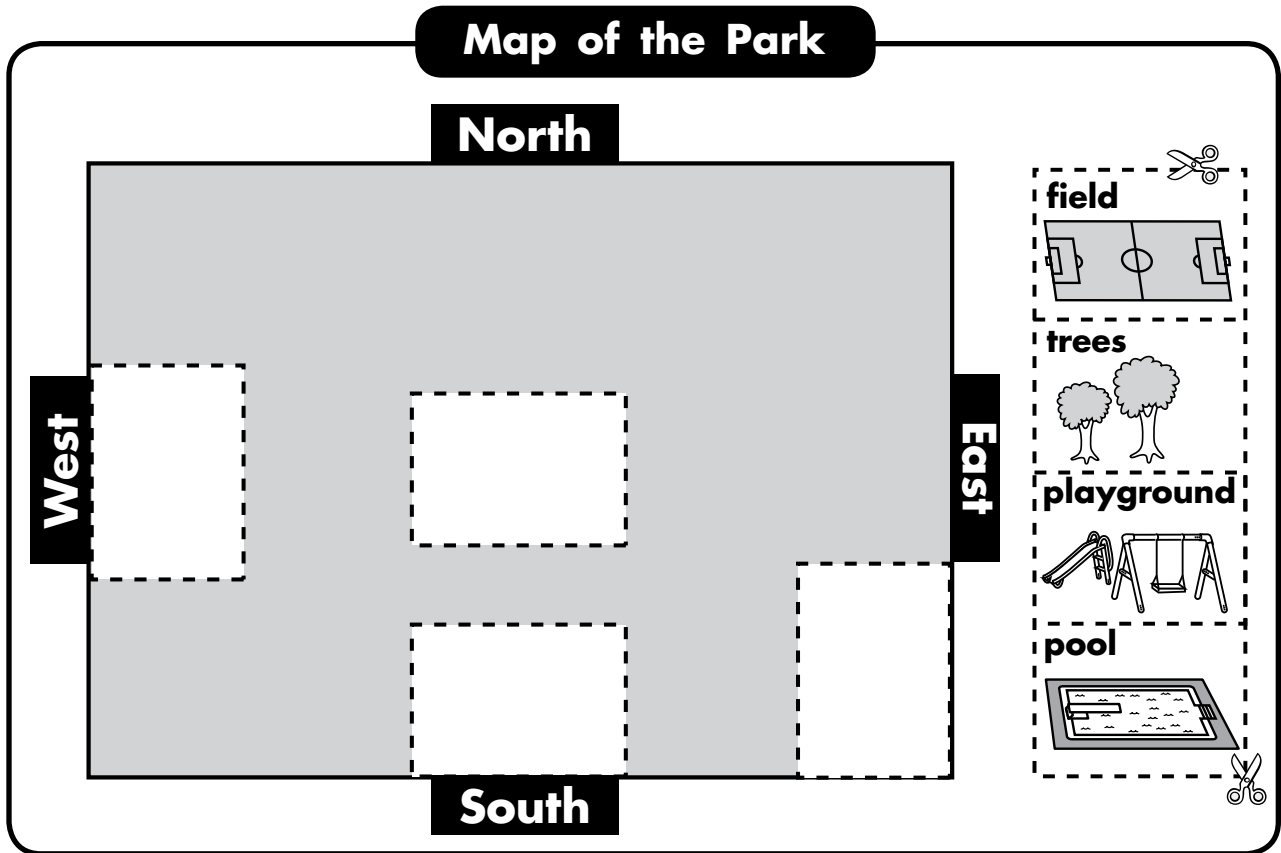 Map of the Park
North
West
East
South
field
trees
playground
pool